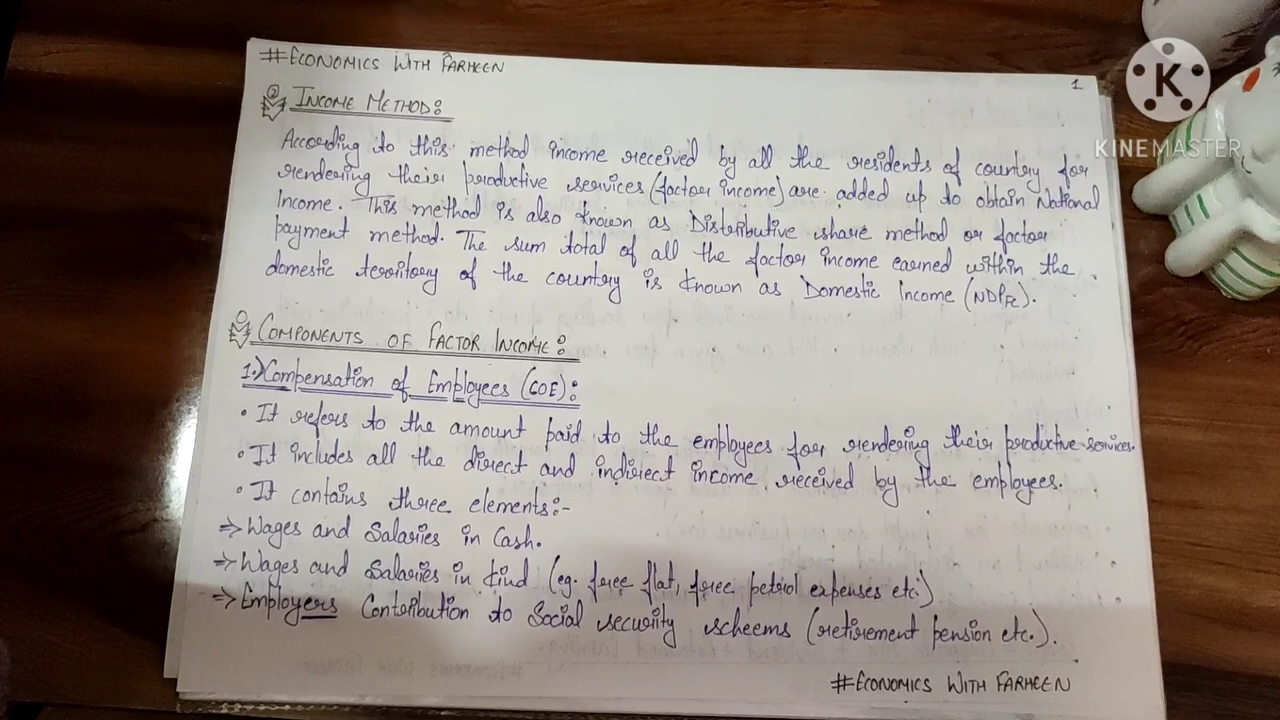 #ECONOMICS WITH FARHEEN
1
K
KINEMASTER
② INCOME METHOD:
According to this method income received by all the residents of country for
rendering their productive services (factor income) are added up to obtain National
Income. This method is also known as Distributive share method or factor
payment method. The sum total of all the factor income earned within the
domestic territory of the country is known as Domestic Income (NDPFC).
COMPONENTS OF FACTOR INCOME:
1.) Compensation of Employees (COE):
• It refers to the amount paid to the employees for rendering their productive services.
• It includes all the direct and indirect income received by the employees.
• It contains three elements:-
⇒ Wages and Salaries in Cash.
⇒ Wages and Salaries in kind (eg. free flat, free petrol expenses etc.)
⇒ Employers Contribution to Social security scheems (retirement pension etc.).
#ECONOMICS WITH FARHEEN